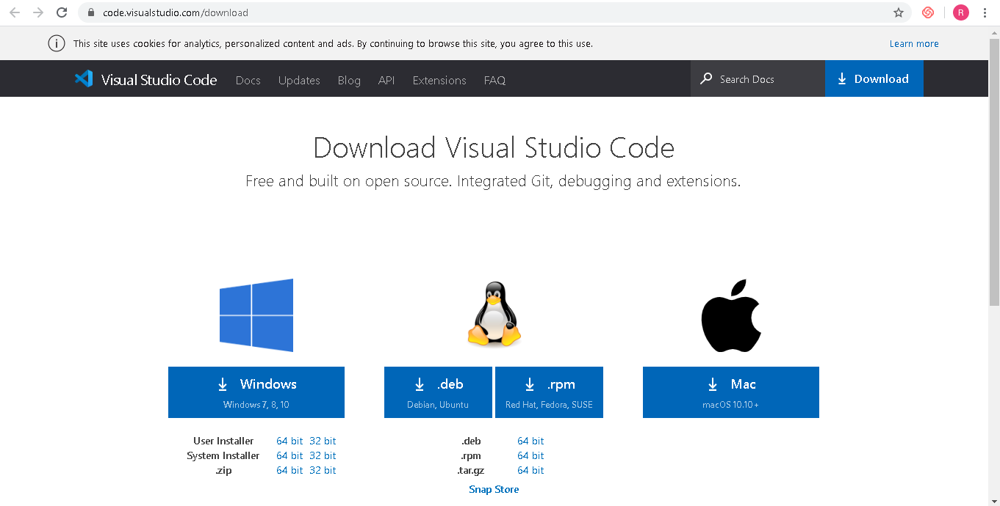 code.visualstudio.com/download
R
This site uses cookies for analytics, personalized content and ads. By continuing to browse this site, you agree to this use. Learn more
Visual Studio Code Docs Updates Blog API Extensions FAQ Search Docs Download
Download Visual Studio Code
Free and built on open source. Integrated Git, debugging and extensions.
Windows
Windows 7, 8, 10
.deb
Debian, Ubuntu
.rpm
Red Hat, Fedora, SUSE
Mac
macOS 10.10+
User Installer 64 bit 32 bit
System Installer 64 bit 32 bit
.zip 64 bit 32 bit
.deb 64 bit
.rpm 64 bit
.tar.gz 64 bit
Snap Store